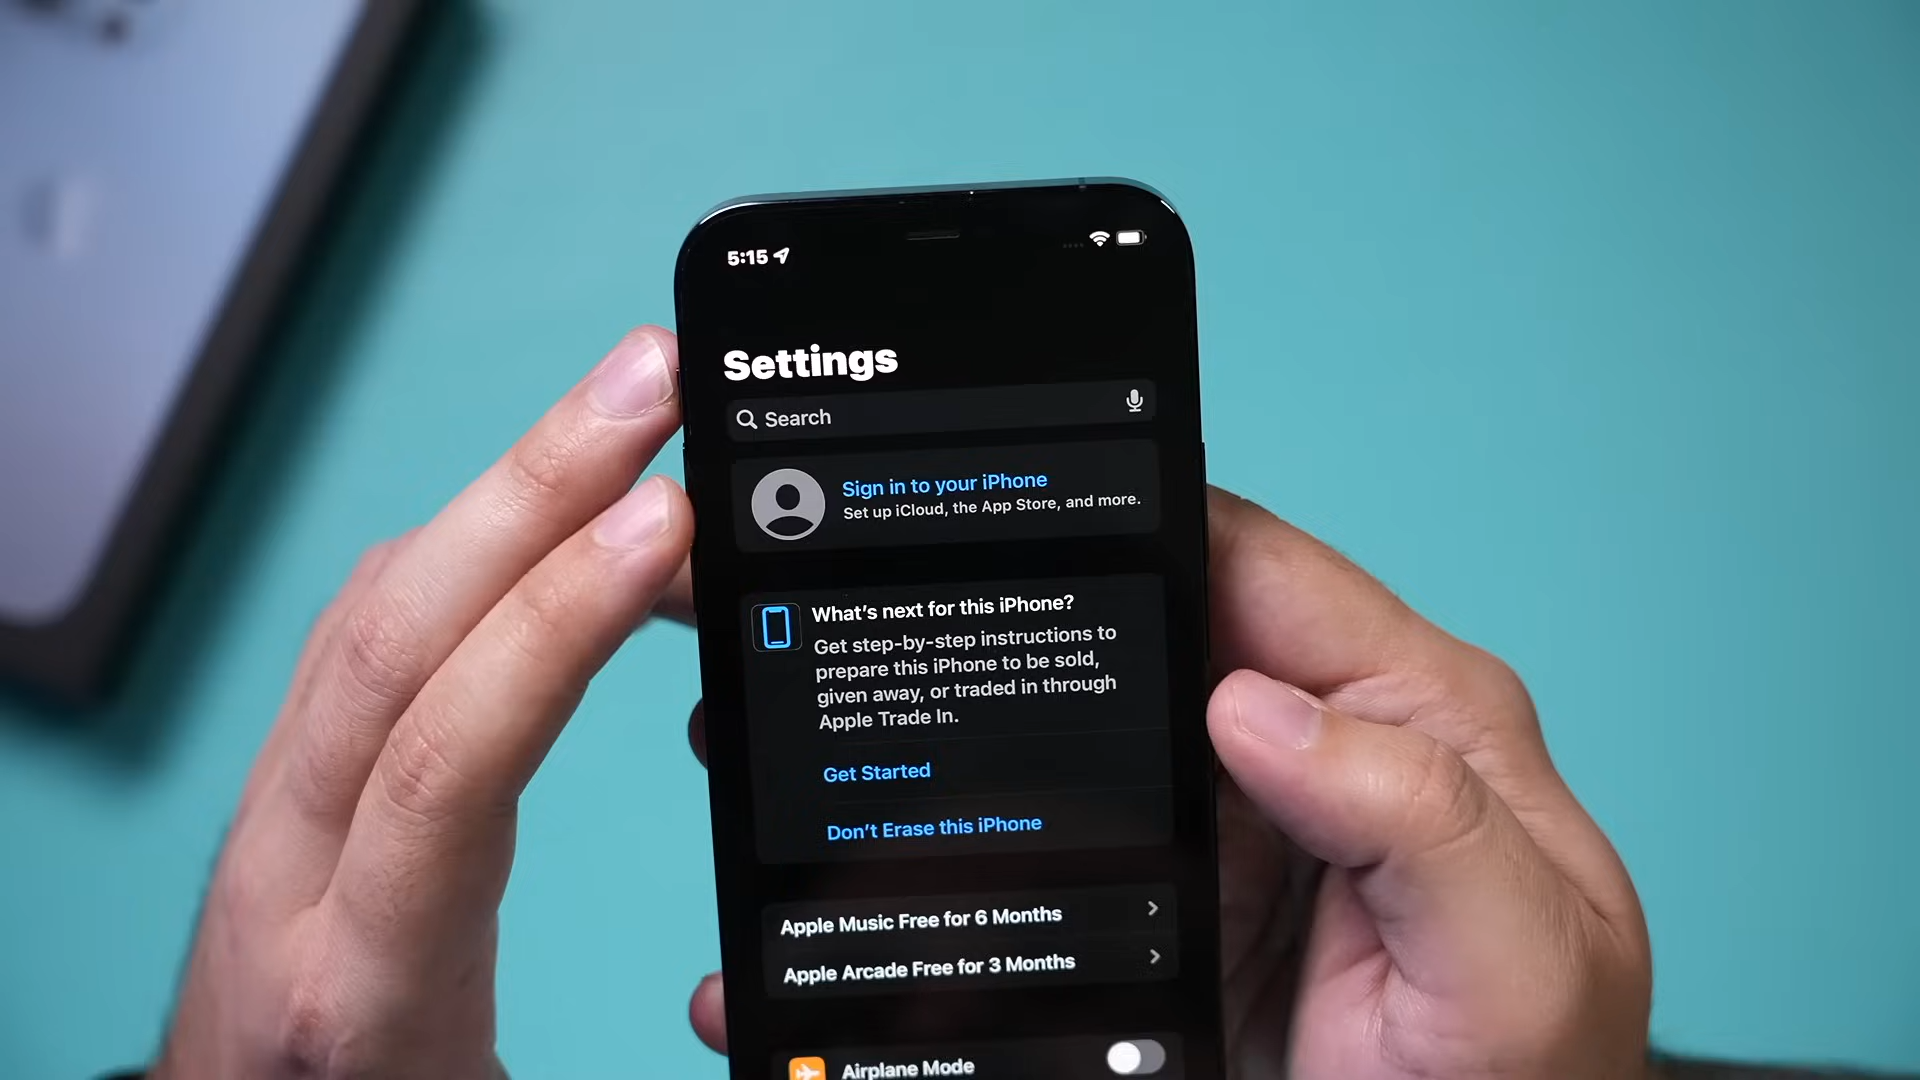 5:15
Settings
Search
Sign in to your iPhone
Set up iCloud, the App Store, and more.
What's next for this iPhone?
Get step-by-step instructions to
prepare this iPhone to be sold,
given away, or traded in through
Apple Trade In.
Get Started
Don't Erase this iPhone
Apple Music Free for 6 Months
Apple Arcade Free for 3 Months
Airplane Mode